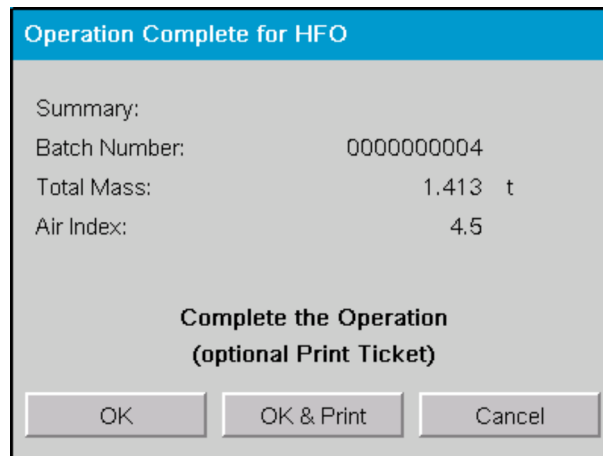 Operation Complete for HFO
Summary:
Batch Number: 0000000004
Total Mass: 1.413 t
Air Index: 4.5
Complete the Operation
(optional Print Ticket)
OK OK & Print Cancel